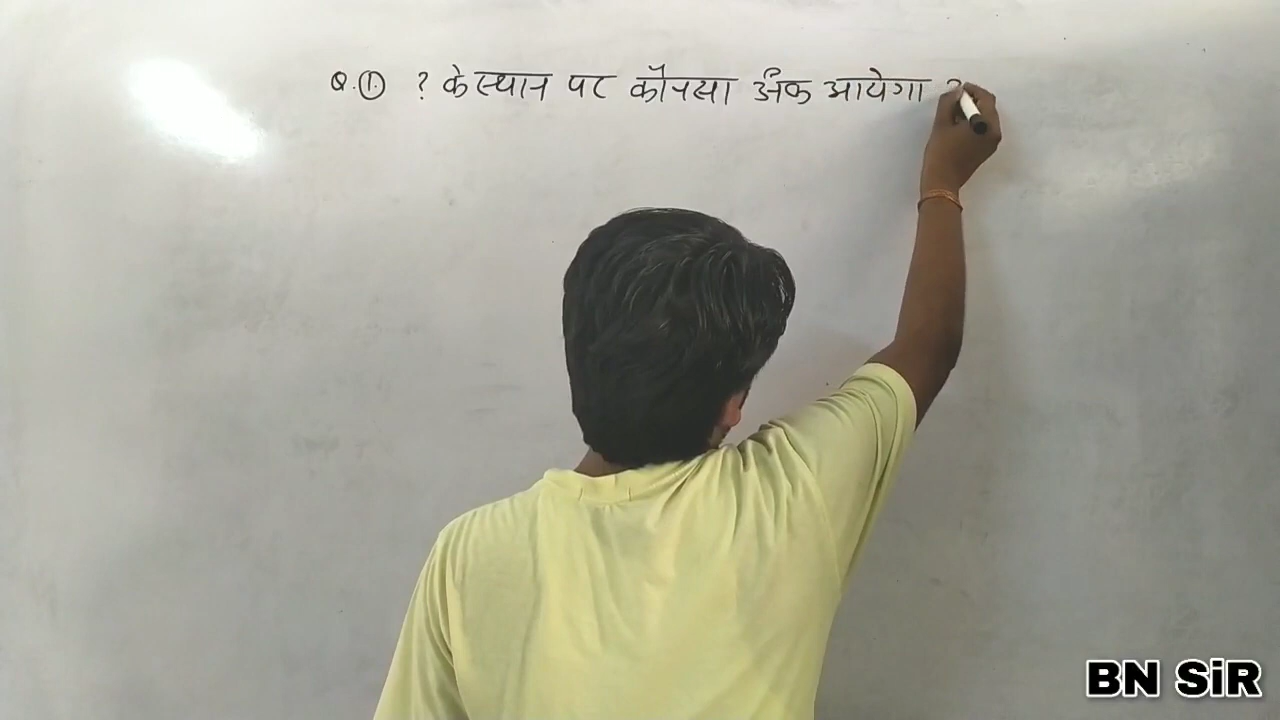 Q.①. ? के स्थान पर कौनसा अंक आयेगा ?
BN SiR